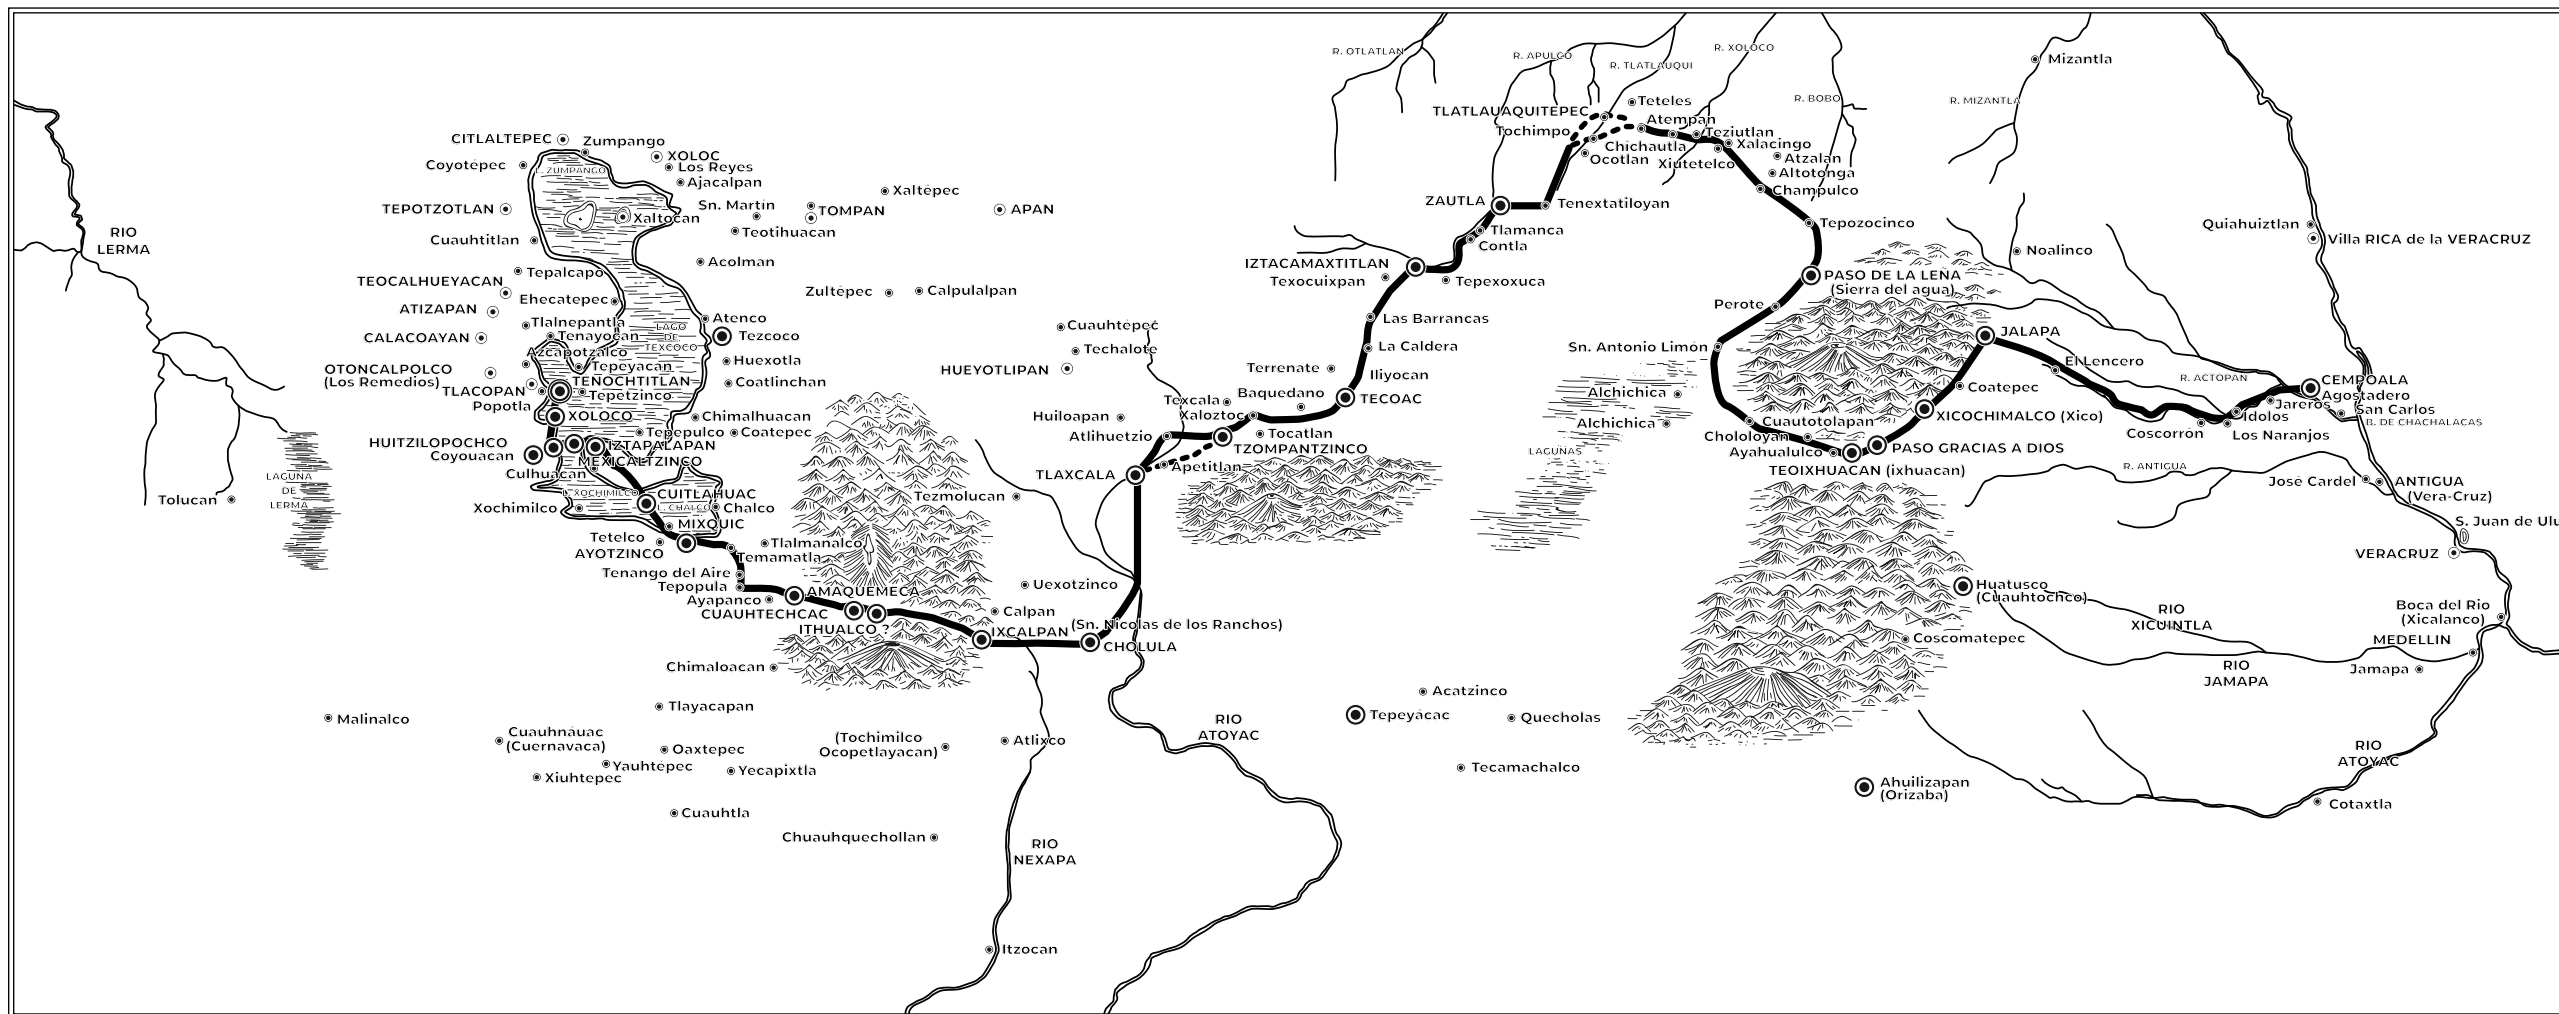 R. OTLATLAN
R. APULCO
R. TLATLAUQUI
R. XOLOCO
R. BOBO
R. MIZANTLA
Mizantla
TLATLAUAQUITEPEC
Teteles
Tochimpo
Atempan
Teziutlan
Chichautla
Xalacingo
Ocotlan
Xiutetelco
Atzalan
Altotonga
Champulco
ZAUTLA
Tenextatiloyan
Tepozocinco
Tlamanca
Contla
IZTACAMAXTITLAN
Texocuixpan
Tepexoxuca
PASO DE LA LEÑA
(Sierra del agua)
Noalinco
Quiahuiztlan
Villa RICA de la VERACRUZ
Perote
Las Barrancas
La Caldera
Sn. Antonio Limón
JALAPA
El Lencero
Terrenate
Iliyocan
Baquedano
TECOAC
Texcala
Xaloztoc
Alchichica
Alchichica
LAGUNAS
Coatepec
R. ACTOPAN
CEMPOALA
Agostadero
Jareros
San Carlos
Idolos
B. DE CHACHALACAS
Coscorrón
Los Naranjos
XICOCHIMALCO (Xico)
Cuautotolapan
Chololoyan
Ayahualulco
PASO GRACIAS A DIOS
TEOIXHUACAN (ixhuacan)
R. ANTIGUA
José Cardel
ANTIGUA
(Vera-Cruz)
S. Juan de Ulu
VERACRUZ
CITLALTEPEC
Zumpango
Coyotépec
XOLOC
Los Reyes
L. ZUMPANGO
Ajacalpan
TEPOTZOTLAN
Sn. Martín
TOMPAN
Xaltépec
APAN
Xaltocan
Teotihuacan
Cuauhtitlan
RIO
LERMA
Acolman
Tepalcapo
TEOCALHUEYACAN
Ehecatepec
Zultépec
Calpulalpan
ATIZAPAN
Tlalnepantla
Atenco
LAGO
DE
TEXCOCO
Cuauhtépec
CALACOAYAN
Tenayocan
Tezcoco
Techalote
Azcapotzalco
Huexotla
OTONCALPOLCO
(Los Remedios)
Tepeyacan
HUEYOTLIPAN
TENOCHTITLAN
Coatlinchan
TLACOPAN
Tepetzinco
Popotla
XOLOCO
Chimalhuacan
Huiloapan
Tepepulco
Coatepec
Atlihuetzio
Tocatlan
TZOMPANTZINCO
HUITZILOPOCHCO
Coyouacan
IZTAPALAPAN
MEXICALTZINCO
Culhuacan
TLAXCALA
Apetitlan
LAGUNA
DE
LERMA
Tolucan
L. XOCHIMILCO
CUITLAHUAC
Tezmolucan
Xochimilco
L. CHALCO
Chalco
MIXQUIC
Tetelco
AYOTZINCO
Tlalmanalco
Temamatla
Tenango del Aire
Tepopula
Ayapanco
AMAQUEMECA
CUAUHTECHCAC
ITHUALCO ?
Uexotzinco
Calpan
IXCALPAN
(Sn. Nicolas de los Ranchos)
CHOLULA
Huatusco
(Cuauhtochco)
RIO
XICUINTLA
Boca del Rio
(Xicalanco)
Coscomatepec
MEDELLIN
RIO
JAMAPA
Jamapa
Chimaloacan
Malinalco
Tlayacapan
Acatzinco
Tepeyácac
Quecholas
RIO
ATOYAC
Cuauhnáuac
(Cuernavaca)
(Tochimilco
Ocopetlayacan)
Atlixco
Oaxtepec
Yauhtépec
Yecapixtla
Xiuhtepec
Tecamachalco
RIO
ATOYAC
Ahuilizapan
(Orizaba)
Cotaxtla
Cuauhtla
Chuauhquechollan
RIO
NEXAPA
Itzocan